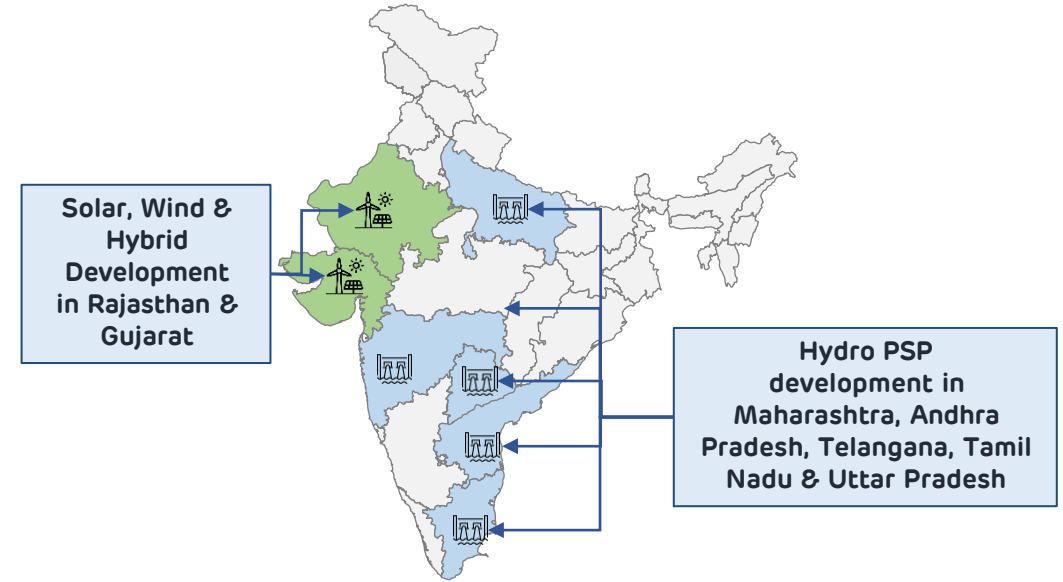 Solar, Wind &
Hybrid
Development
in Rajasthan &
Gujarat
Hydro PSP
development in
Maharashtra, Andhra
Pradesh, Telangana, Tamil
Nadu & Uttar Pradesh